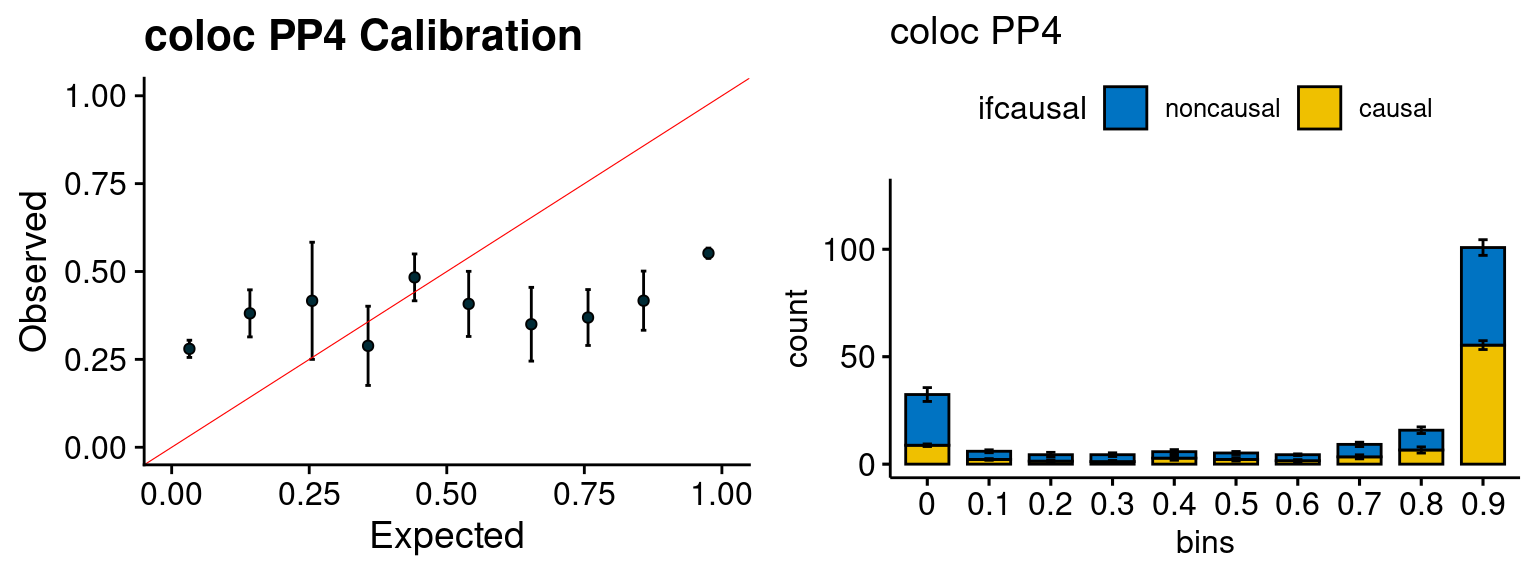 coloc PP4 Calibration
Observed
1.00
0.75
0.50
0.25
0.00
0.00 0.25 0.50 0.75 1.00
Expected
coloc PP4
ifcausal noncausal causal
count
100
50
0
0 0.1 0.2 0.3 0.4 0.5 0.6 0.7 0.8 0.9
bins